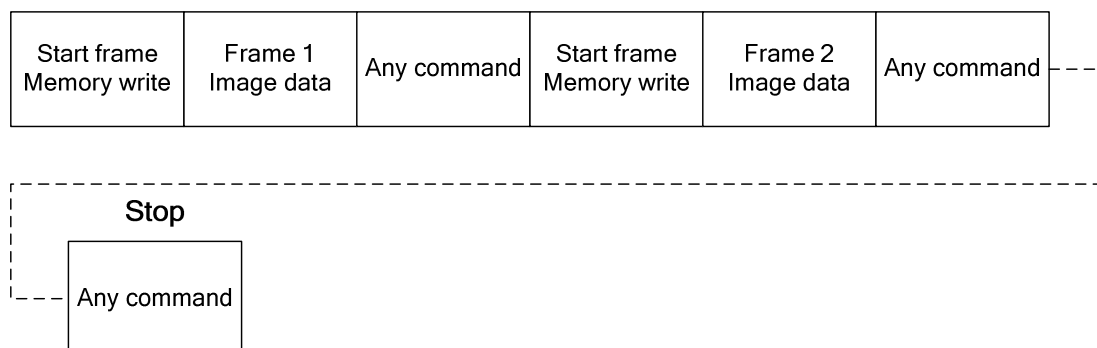 Start frame
Memory write
Frame 1
Image data
Any command
Start frame
Memory write
Frame 2
Image data
Any command
Stop
Any command